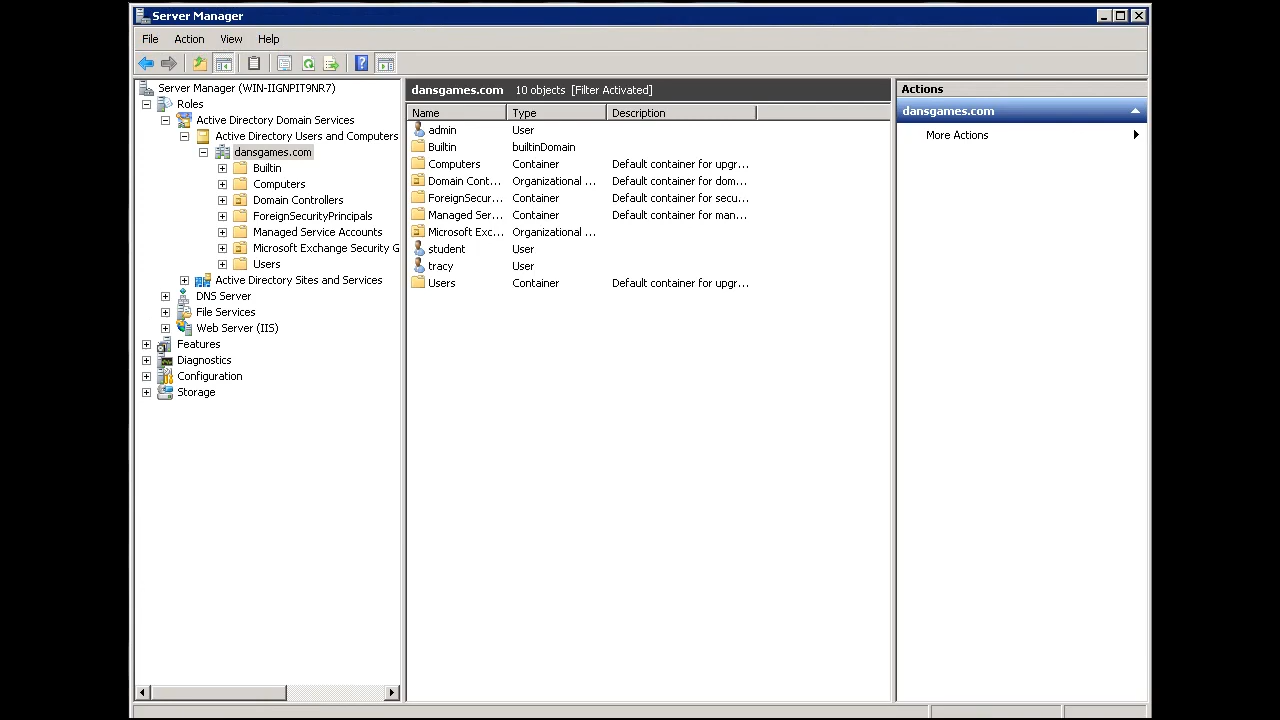 Server Manager
File Action View Help
Server Manager (WIN-IIGNPIT9NR7)
Roles
Active Directory Domain Services
Active Directory Users and Computers
dansgames.com
Builtin
Computers
Domain Controllers
ForeignSecurityPrincipals
Managed Service Accounts
Microsoft Exchange Security G
Users
Active Directory Sites and Services
DNS Server
File Services
Web Server (IIS)
Features
Diagnostics
Configuration
Storage
dansgames.com 10 objects [Filter Activated]
Name Type Description
admin User
Builtin builtinDomain
Computers Container Default container for upgr...
Domain Cont... Organizational ... Default container for dom...
ForeignSecur... Container Default container for secu...
Managed Ser... Container Default container for man...
Microsoft Exc... Organizational ...
student User
tracy User
Users Container Default container for upgr...
Actions
dansgames.com
More Actions